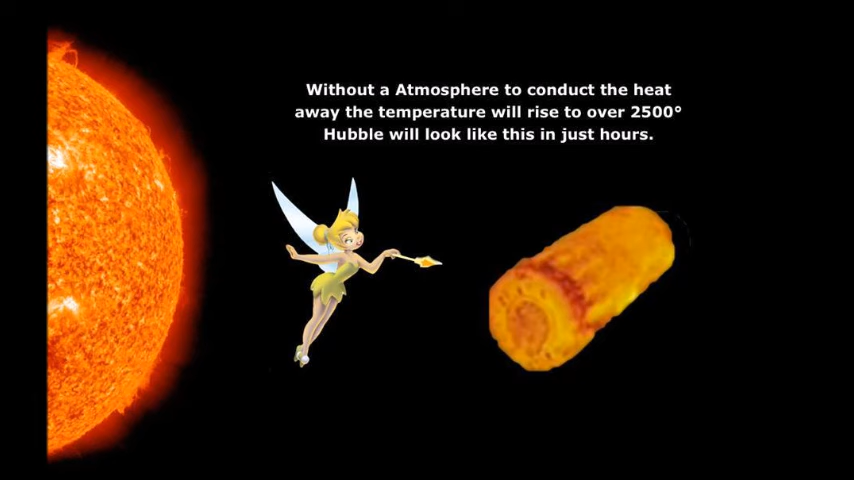 Without a Atmosphere to conduct the heat
away the temperature will rise to over 2500°
Hubble will look like this in just hours.